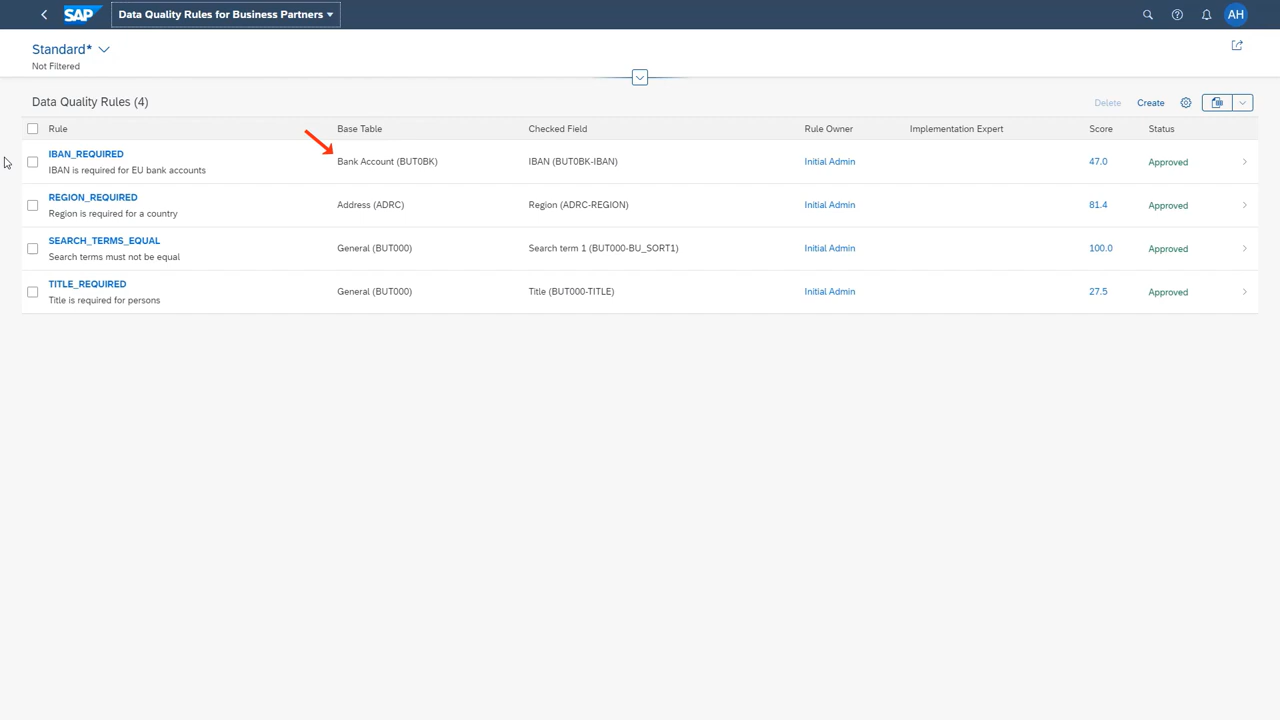 SAP Data Quality Rules for Business Partners AH
Standard*
Not Filtered
Data Quality Rules (4) Delete Create
Rule Base Table Checked Field Rule Owner Implementation Expert Score Status
IBAN_REQUIRED Bank Account (BUT0BK) IBAN (BUT0BK-IBAN) Initial Admin 47.0 Approved
IBAN is required for EU bank accounts
REGION_REQUIRED Address (ADRC) Region (ADRC-REGION) Initial Admin 81.4 Approved
Region is required for a country
SEARCH_TERMS_EQUAL General (BUT000) Search term 1 (BUT000-BU_SORT1) Initial Admin 100.0 Approved
Search terms must not be equal
TITLE_REQUIRED General (BUT000) Title (BUT000-TITLE) Initial Admin 27.5 Approved
Title is required for persons